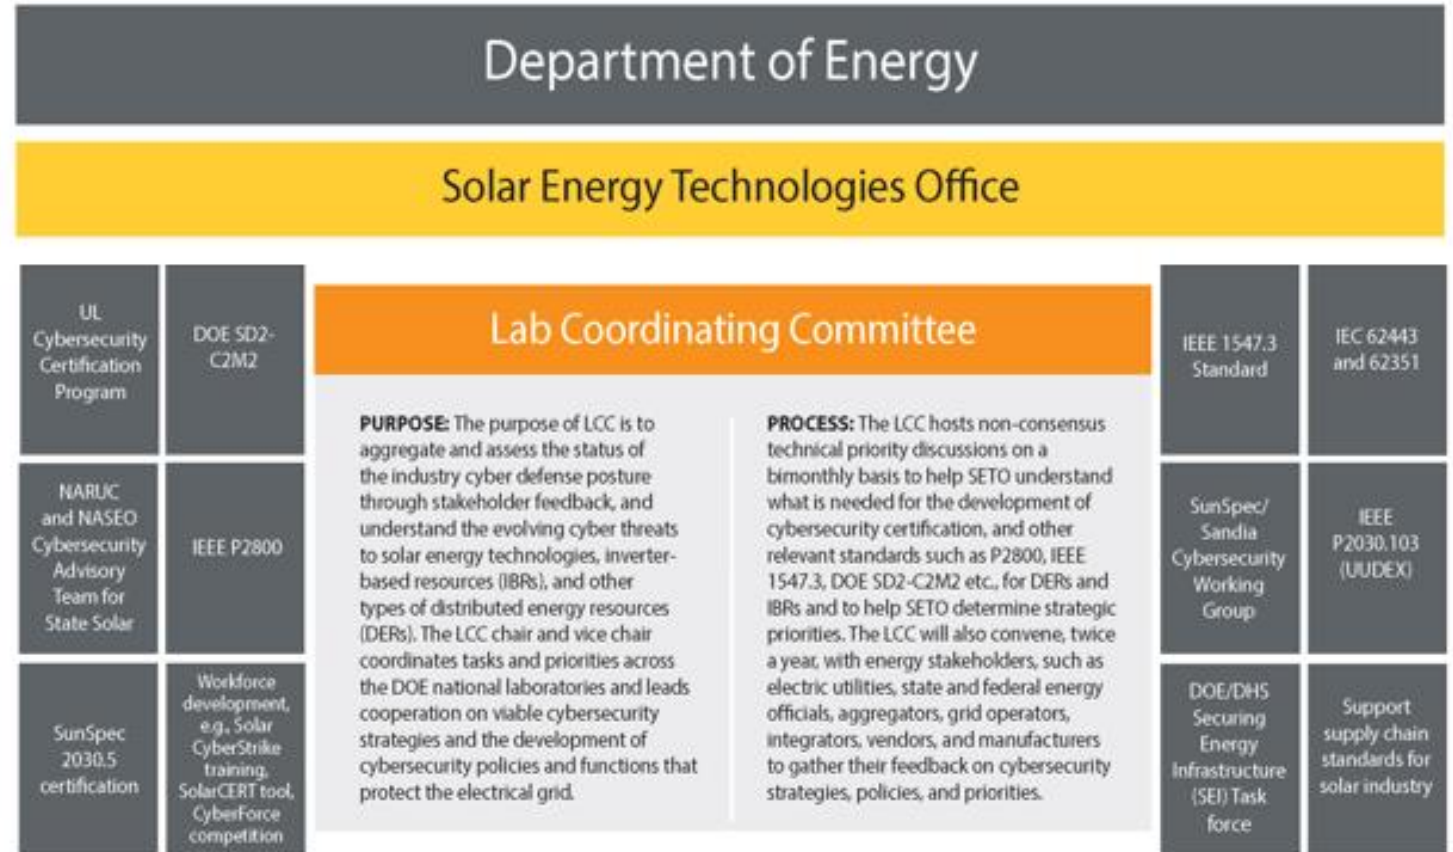 Department of Energy
Solar Energy Technologies Office
UL
Cybersecurity
Certification
Program
DOE SD2-
C2M2
NARUC
and NASEO
Cybersecurity
Advisory
Team for
State Solar
IEEE P2800
SunSpec
2030.5
certification
Workforce
development,
e.g., Solar
CyberStrike
training,
SolarCERT tool,
CyberForce
competition
Lab Coordinating Committee
PURPOSE: The purpose of LCC is to
aggregate and assess the status of
the industry cyber defense posture
through stakeholder feedback, and
understand the evolving cyber threats
to solar energy technologies, inverter-
based resources (IBRs), and other
types of distributed energy resources
(DERs). The LCC chair and vice chair
coordinates tasks and priorities across
the DOE national laboratories and leads
cooperation on viable cybersecurity
strategies and the development of
cybersecurity policies and functions that
protect the electrical grid.
PROCESS: The LCC hosts non-consensus
technical priority discussions on a
bimonthly basis to help SETO understand
what is needed for the development of
cybersecurity certification, and other
relevant standards such as P2800, IEEE
1547.3, DOE SD2-C2M2 etc., for DERs and
IBRs and to help SETO determine strategic
priorities. The LCC will also convene, twice
a year, with energy stakeholders, such as
electric utilities, state and federal energy
officials, aggregators, grid operators,
integrators, vendors, and manufacturers
to gather their feedback on cybersecurity
strategies, policies, and priorities.
IEEE 1547.3
Standard
IEC 62443
and 62351
SunSpec/
Sandia
Cybersecurity
Working
Group
IEEE
P2030.103
(UUDEX)
DOE/DHS
Securing
Energy
Infrastructure
(SEI) Task
force
Support
supply chain
standards for
solar industry